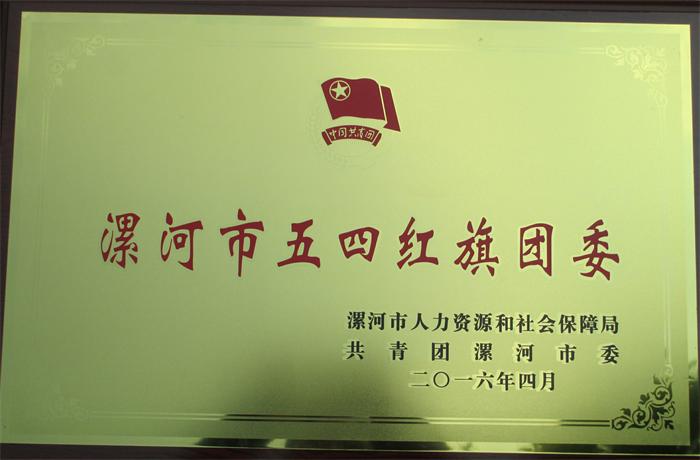 中国共青团
漯河市五四红旗团委
漯河市人力资源和社会保障局
共青团漯河市委
二〇一六年四月